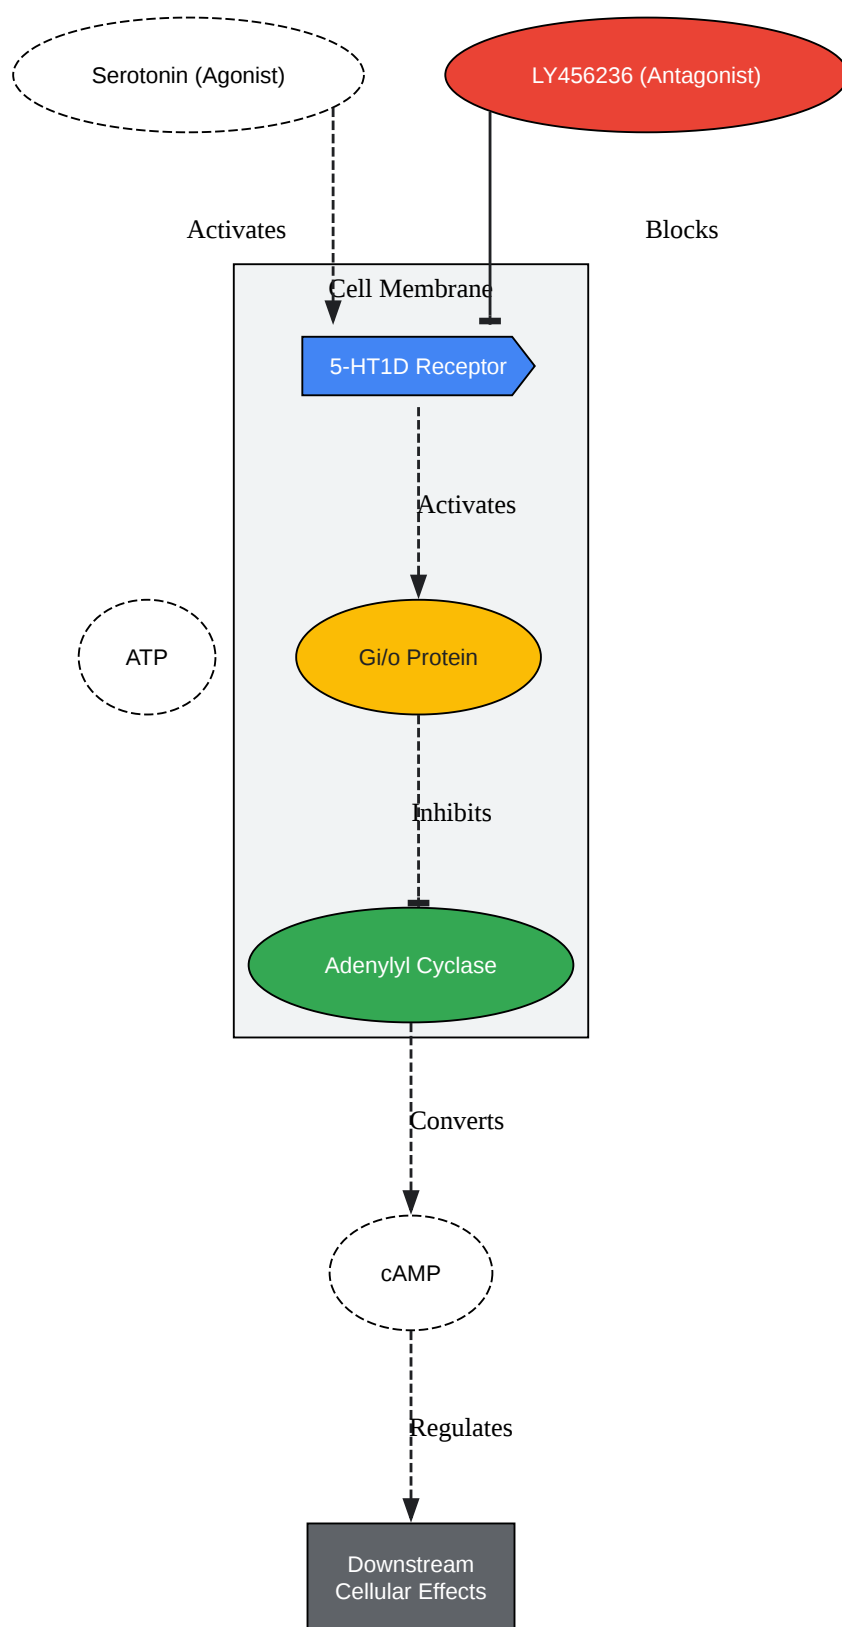 Serotonin (Agonist)
LY456236 (Antagonist)
Activates
Blocks
Cell Membrane
5-HT1D Receptor
Activates
ATP
Gi/o Protein
Inhibits
Adenylyl Cyclase
Converts
cAMP
Regulates
Downstream
Cellular Effects